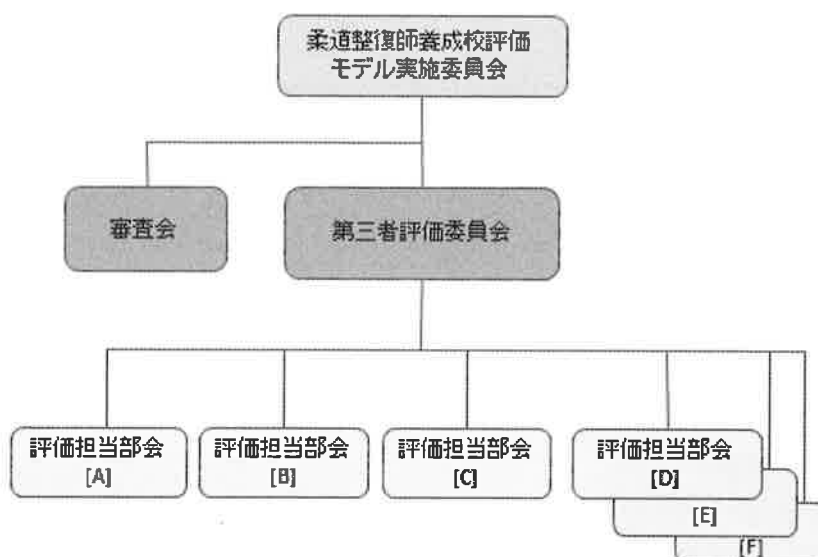 柔道整復師養成校評価
モデル実施委員会
審査会
第三者評価委員会
評価担当部会
[A]
評価担当部会
[B]
評価担当部会
[C]
評価担当部会
[D]
[E]
[F]